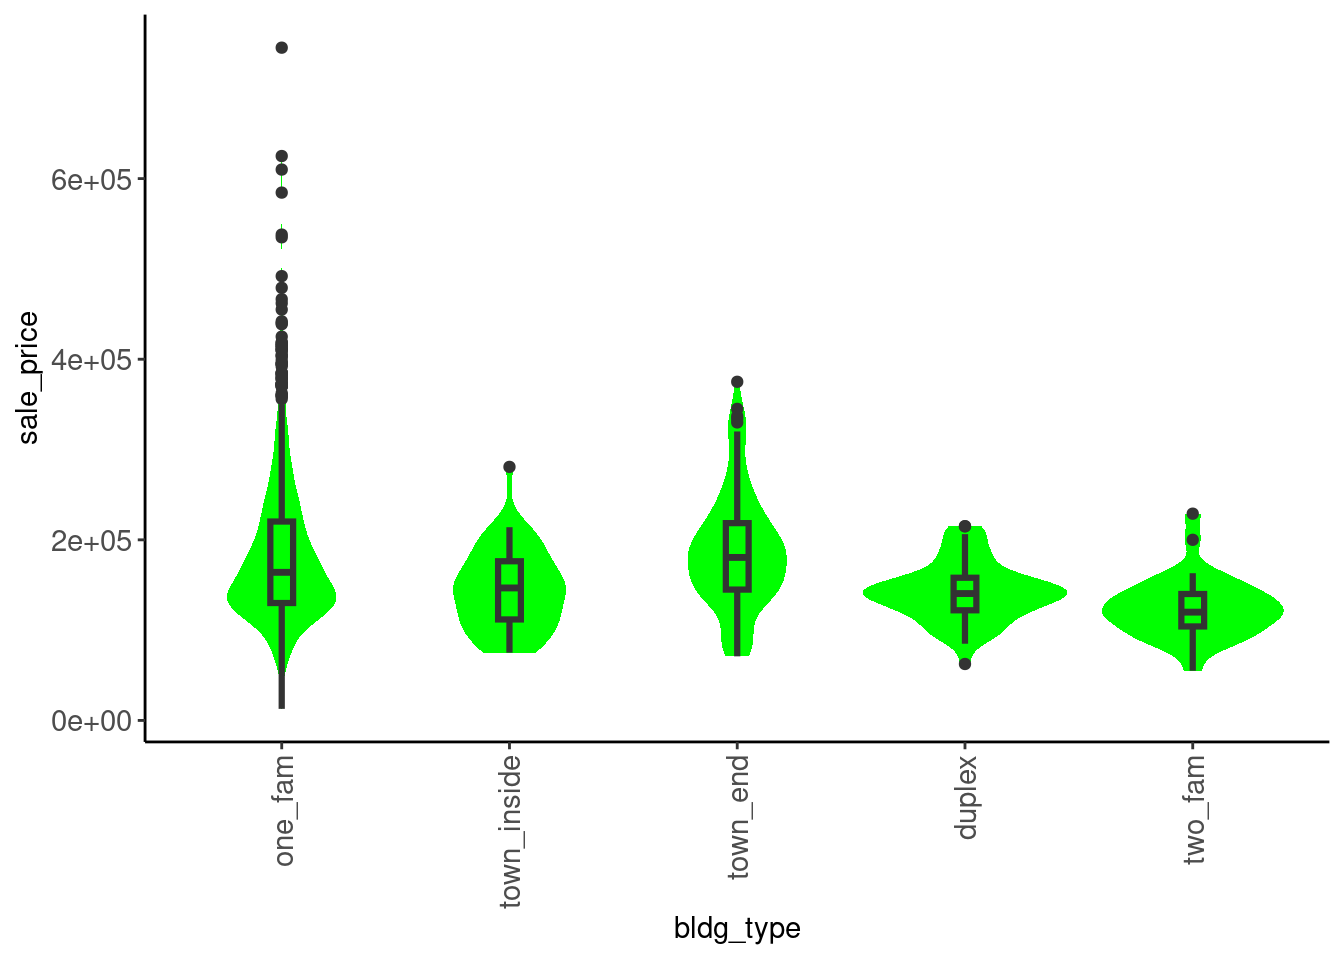 sale_price
6e+05
4e+05
2e+05
0e+00
one_fam
town_inside
town_end
duplex
two_fam
bldg_type